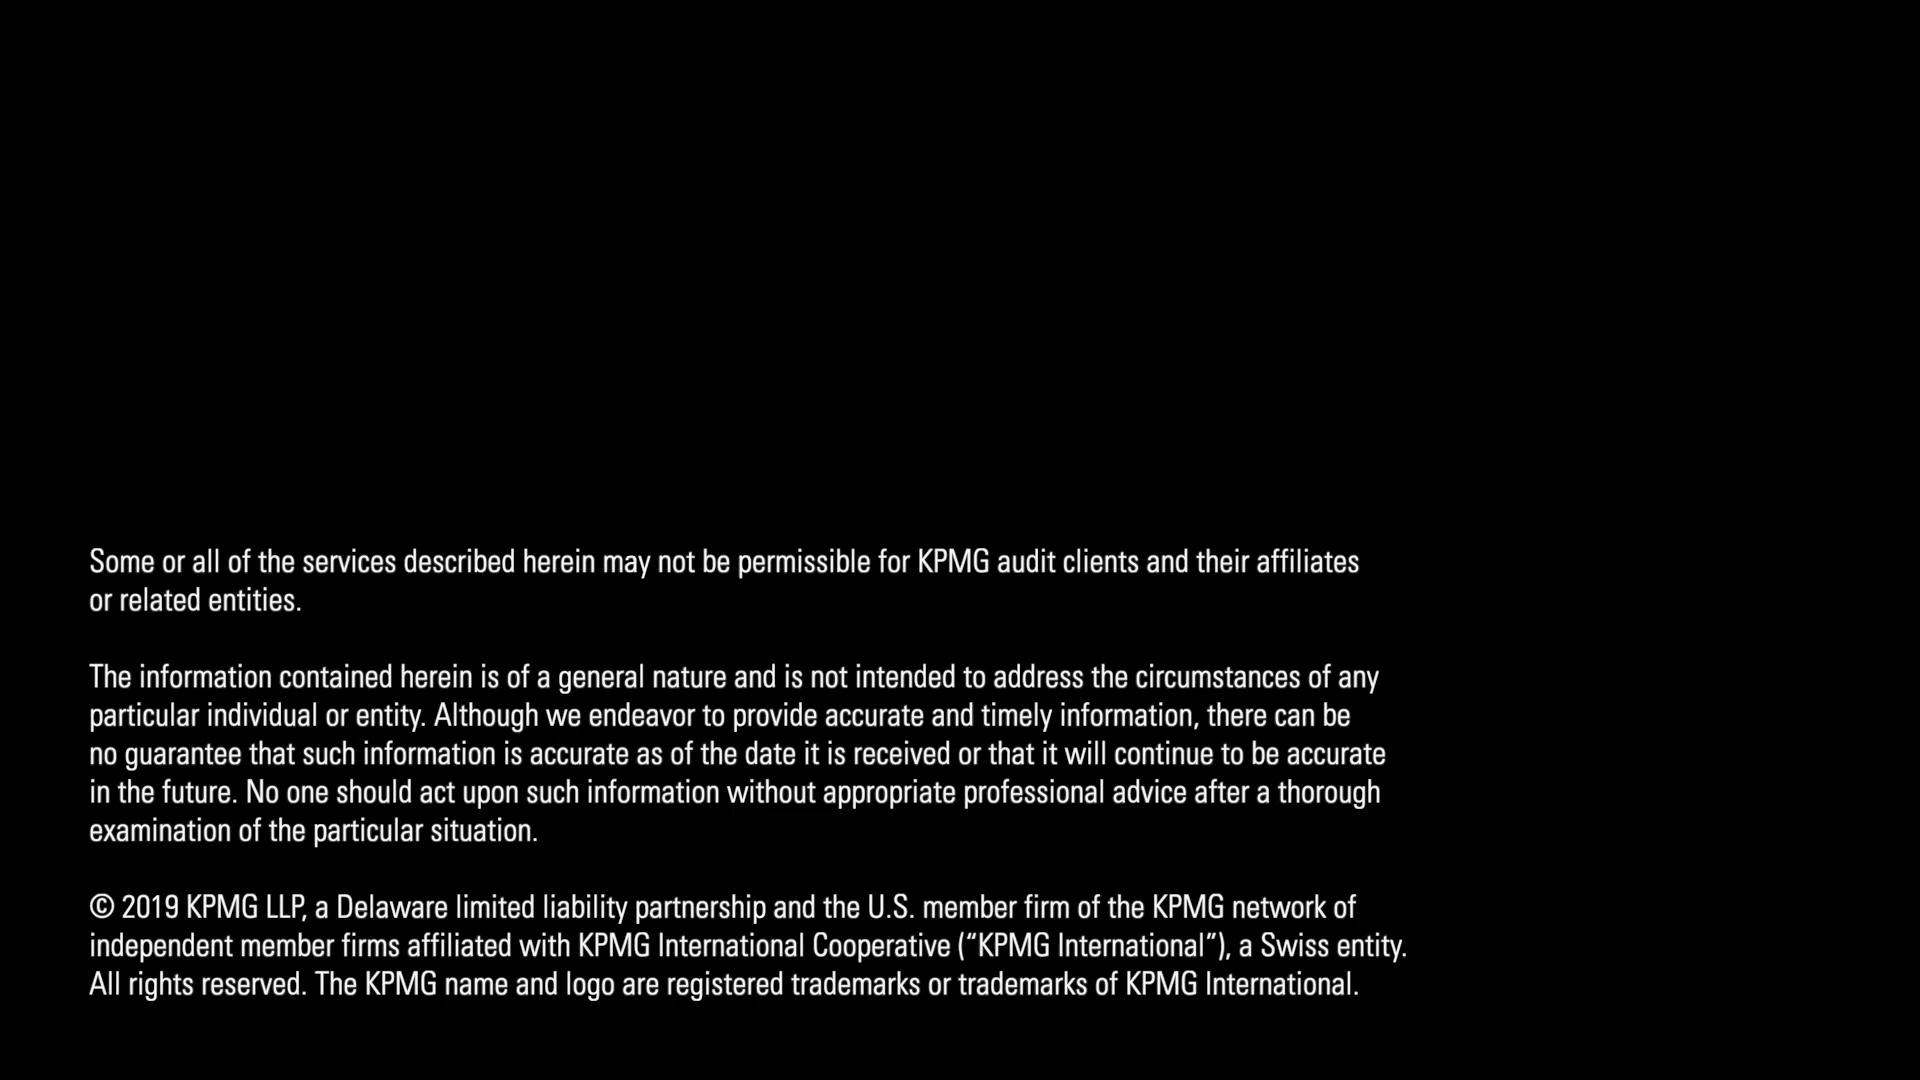 Some or all of the services described herein may not be permissible for KPMG audit clients and their affiliates
or related entities.
The information contained herein is of a general nature and is not intended to address the circumstances of any
particular individual or entity. Although we endeavor to provide accurate and timely information, there can be
no guarantee that such information is accurate as of the date it is received or that it will continue to be accurate
in the future. No one should act upon such information without appropriate professional advice after a thorough
examination of the particular situation.
© 2019 KPMG LLP, a Delaware limited liability partnership and the U.S. member firm of the KPMG network of
independent member firms affiliated with KPMG International Cooperative (“KPMG International”), a Swiss entity.
All rights reserved. The KPMG name and logo are registered trademarks or trademarks of KPMG International.